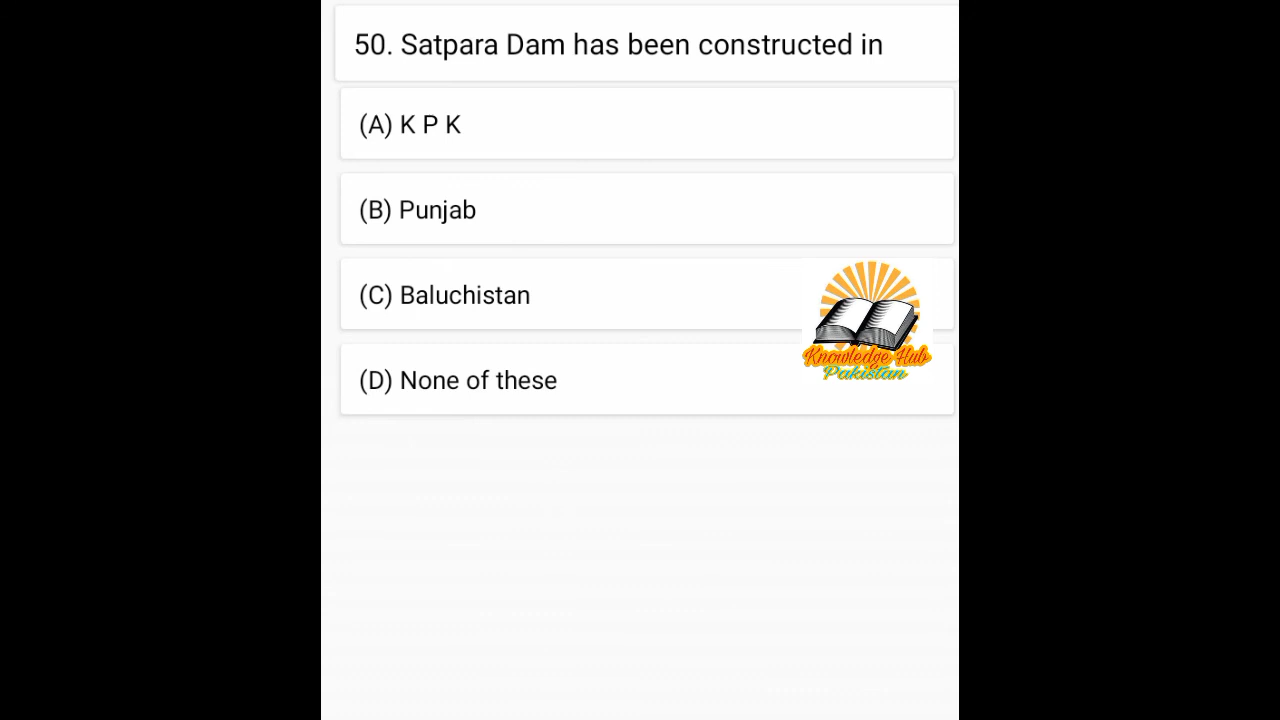 50. Satpara Dam has been constructed in
(A) K P K
(B) Punjab
(C) Baluchistan
(D) None of these
Knowledge Hub
Pakistan